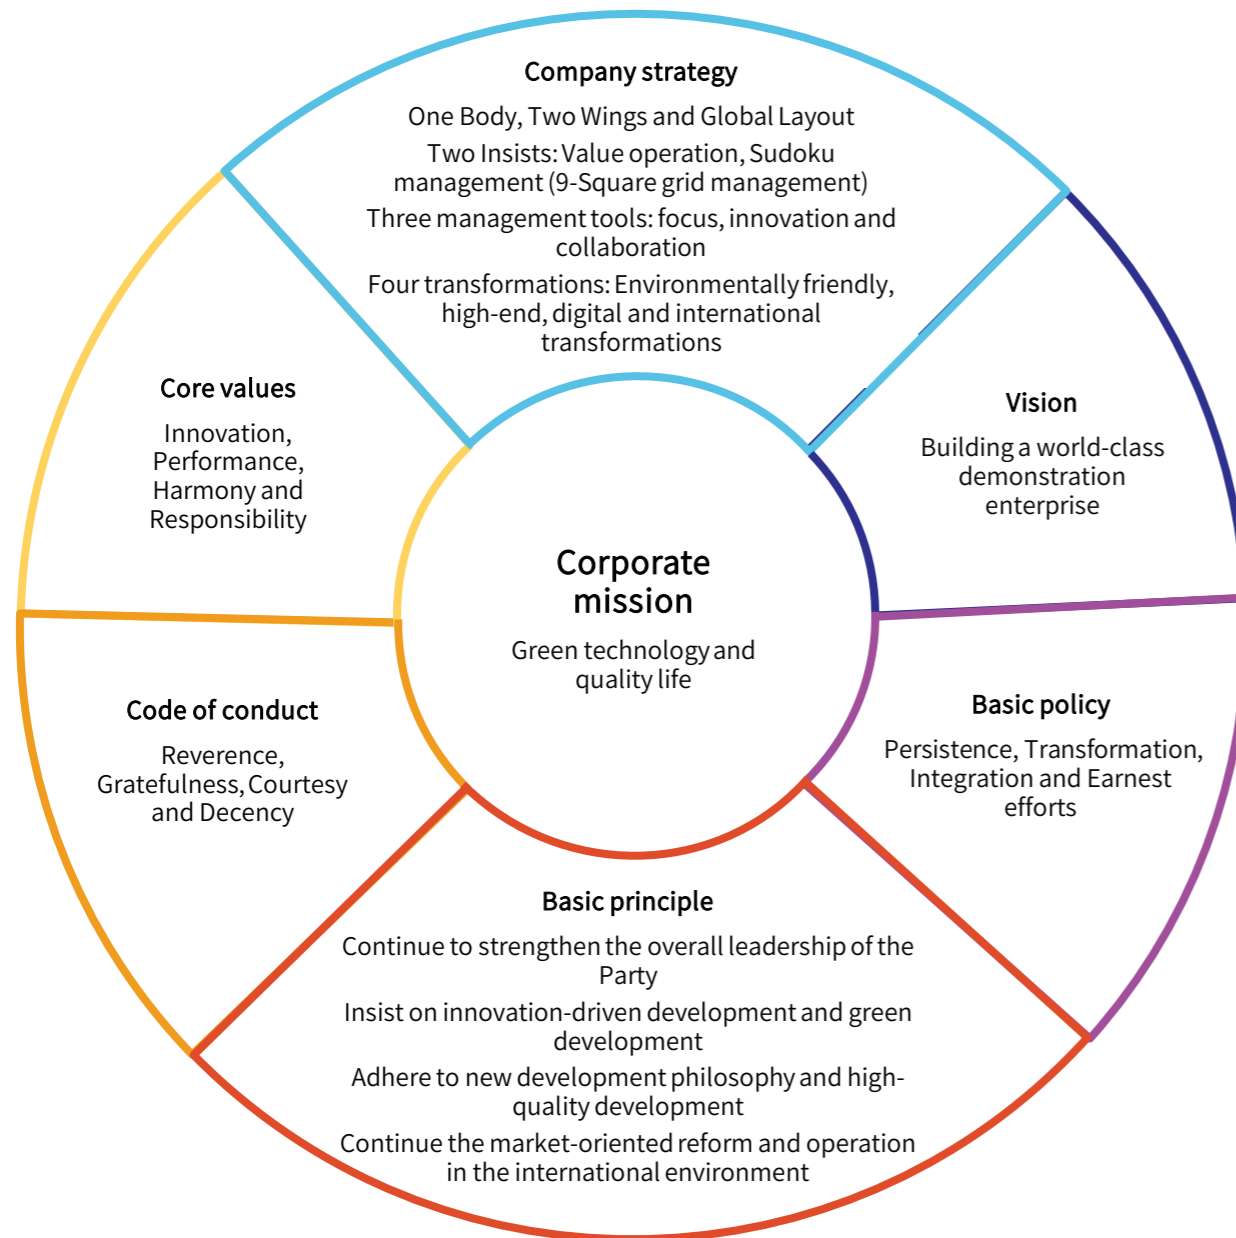 Company strategy
One Body, Two Wings and Global Layout
Two Insists: Value operation, Sudoku
management (9-Square grid management)
Three management tools: focus, innovation and
collaboration
Four transformations: Environmentally friendly,
high-end, digital and international
transformations
Core values
Innovation,
Performance,
Harmony and
Responsibility
Vision
Building a world-class
demonstration
enterprise
Corporate
mission
Green technology and
quality life
Code of conduct
Reverence,
Gratefulness, Courtesy
and Decency
Basic policy
Persistence, Transformation,
Integration and Earnest
efforts
Basic principle
Continue to strengthen the overall leadership of the
Party
Insist on innovation-driven development and green
development
Adhere to new development philosophy and high-
quality development
Continue the market-oriented reform and operation
in the international environment